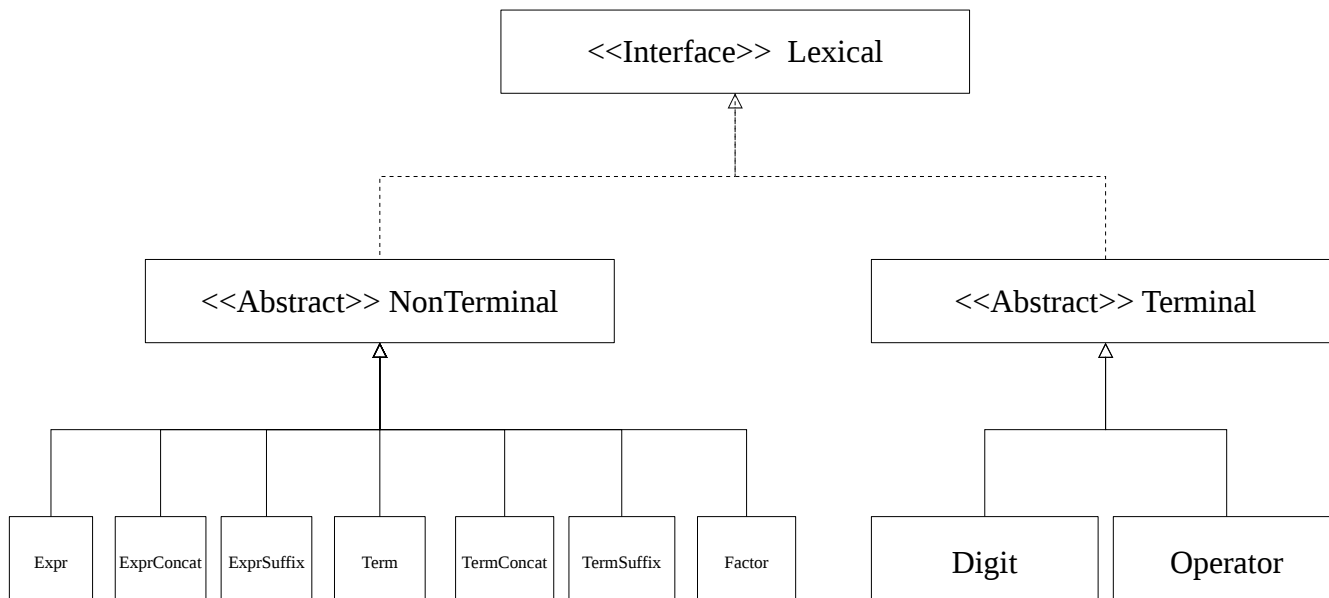 <<Interface>> Lexical
<<Abstract>> NonTerminal
<<Abstract>> Terminal
Expr
ExprConcat
ExprSuffix
Term
TermConcat
TermSuffix
Factor
Digit
Operator